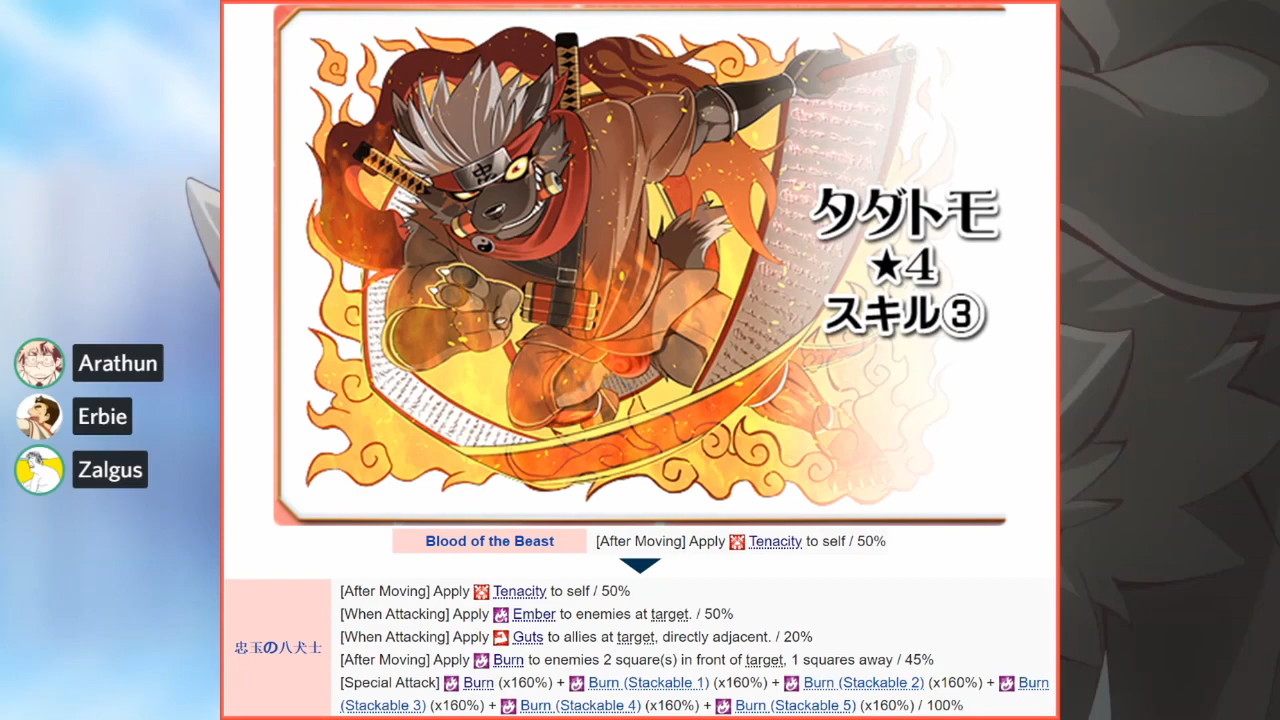 忠
タダトモ
★4
スキル③
Arathun
Erbie
Zalgus
Blood of the Beast
[After Moving] Apply Tenacity to self / 50%
忠玉の八犬士
[After Moving] Apply Tenacity to self / 50%
[When Attacking] Apply Ember to enemies at target. / 50%
[When Attacking] Apply Guts to allies at target, directly adjacent. / 20%
[After Moving] Apply Burn to enemies 2 square(s) in front of target, 1 squares away / 45%
[Special Attack] Burn (x160%) + Burn (Stackable 1) (x160%) + Burn (Stackable 2) (x160%) + Burn
(Stackable 3) (x160%) + Burn (Stackable 4) (x160%) + Burn (Stackable 5) (x160%) / 100%